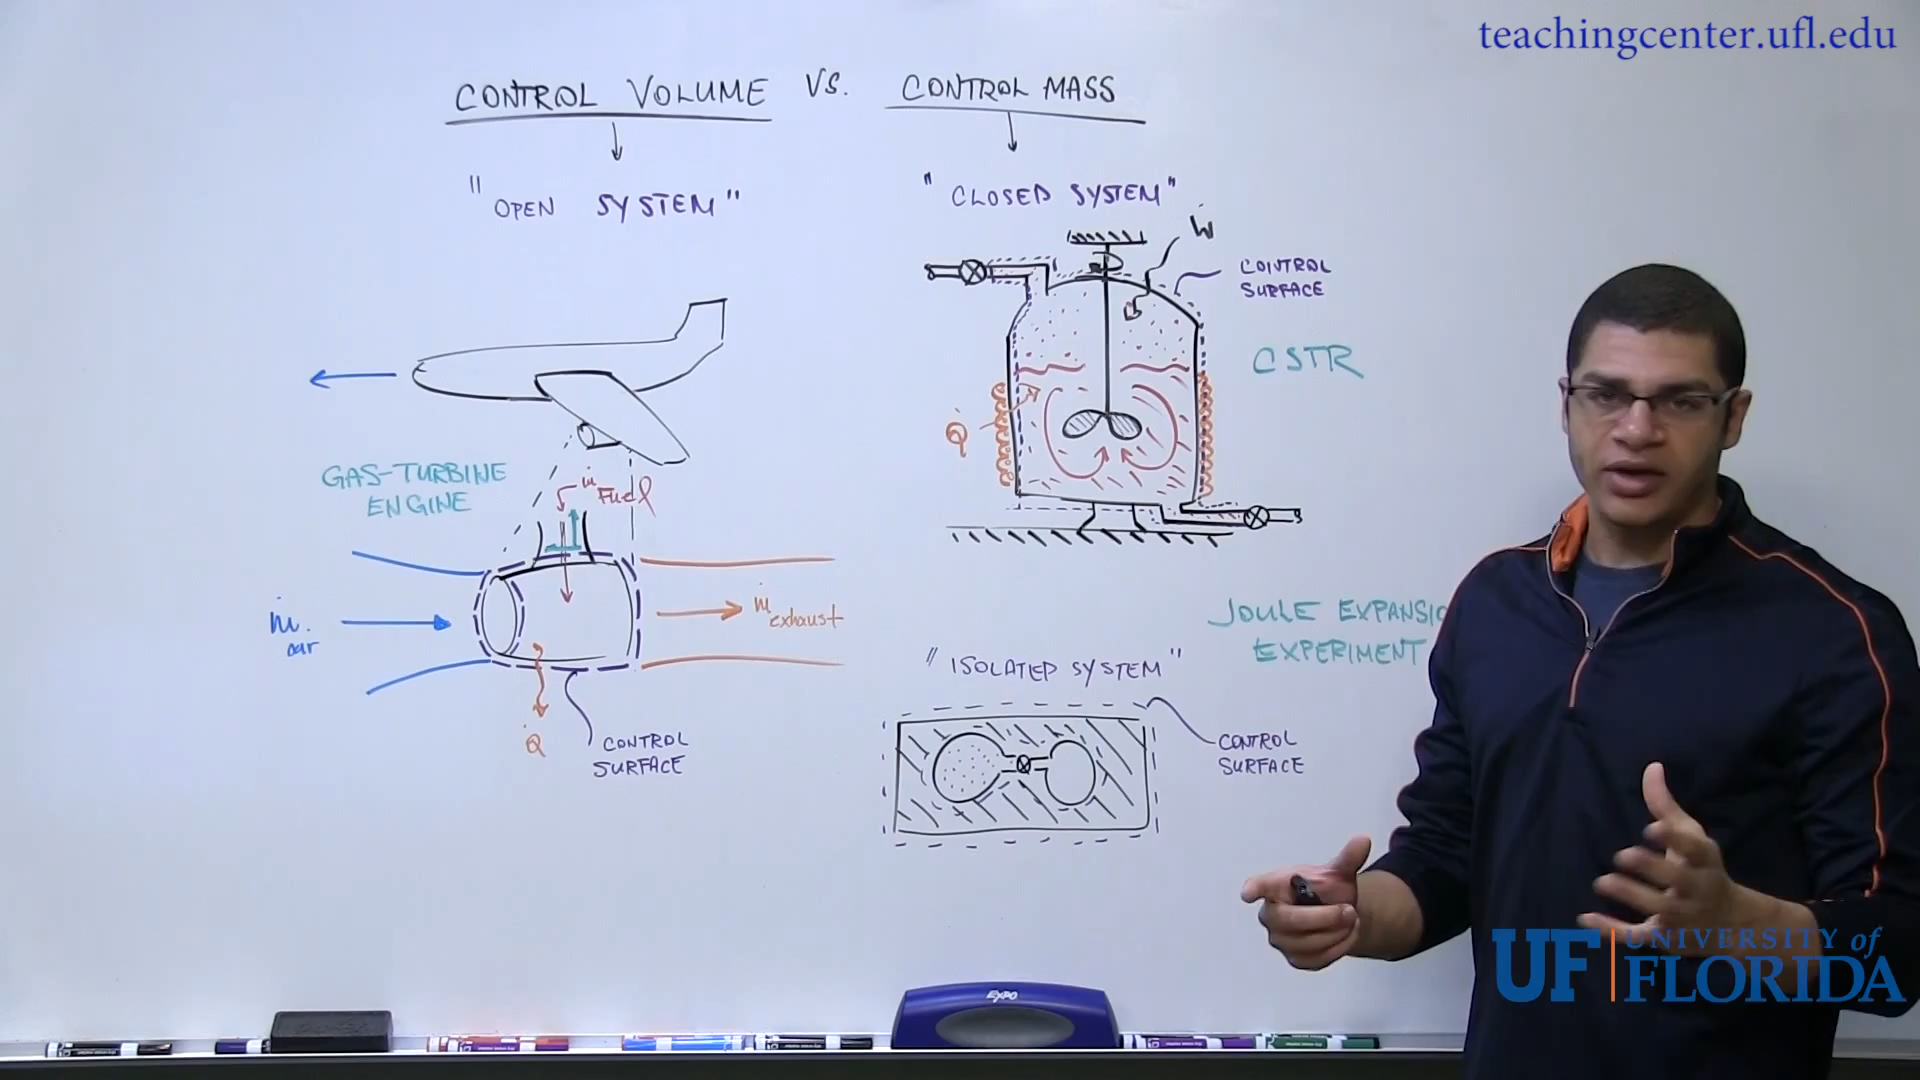 teachingcenter.ufl.edu
CONTROL VOLUME VS. CONTROL MASS
"OPEN SYSTEM"
"CLOSED SYSTEM"
Ẇ
CONTROL
SURFACE
CSTR
Q̇
GAS-TURBINE
ENGINE
ṁ Fuel
ṁ air
ṁ exhaust
Q̇
CONTROL
SURFACE
JOULE EXPANSIO
EXPERIMENT
"ISOLATED SYSTEM"
CONTROL
SURFACE
EXPO
UF UNIVERSITY of
FLORIDA